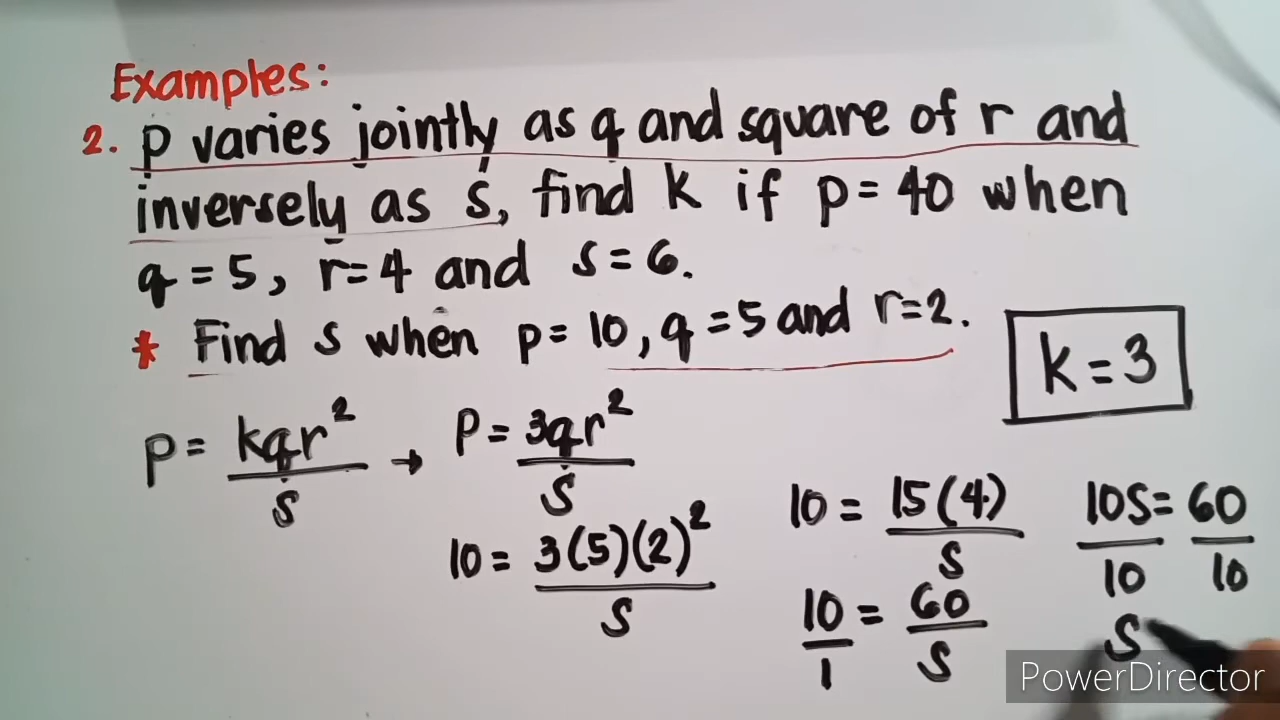 Examples:
2. p varies jointly as q and square of r and
inversely as s, find k if p = 40 when
q = 5, r = 4 and s = 6.
* Find s when p = 10, q = 5 and r = 2.
k = 3
P = kqr² / s → P = 3qr² / s
10 = 3(5)(2)² / s
10 = 15(4) / s
10/1 = 60/s
10s/10 = 60/10
s
PowerDirector